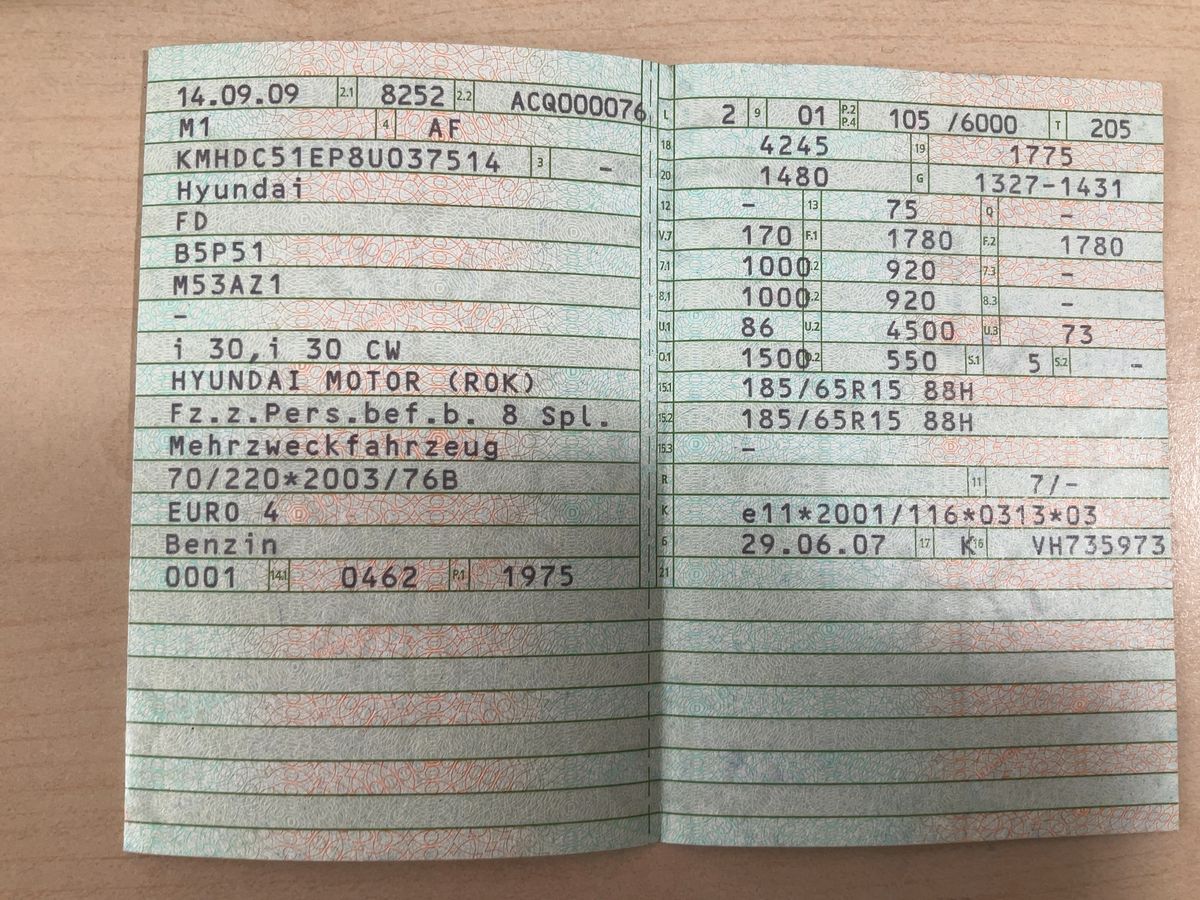 14.09.09 2.1 8252 2.2 ACQ000076
M1 4 AF
KMHDC51EP8U037514 3 –
Hyundai
FD
B5P51
M53AZ1
–
i 30,i 30 CW
HYUNDAI MOTOR (ROK)
Fz.z.Pers.bef.b. 8 Spl.
Mehrzweckfahrzeug
70/220*2003/76B
EURO 4
Benzin
0001 14.1 0462 P.1 1975
L 2 9 01 P.2 P.4 105 /6000 T 205
18 4245 19 1775
20 1480 G 1327-1431
12 – 13 75 Q –
V.7 170 F.1 1780 F.2 1780
7.1 1000 .2 920 7.3 –
8.1 1000 .2 920 8.3 –
U.1 86 U.2 4500 U.3 73
O.1 1500 .2 550 S.1 5 S.2 –
15.1 185/65R15 88H
15.2 185/65R15 88H
15.3 –
R 11 7/-
K e11*2001/116*0313*03
6 29.06.07 17 K 16 VH735973
21